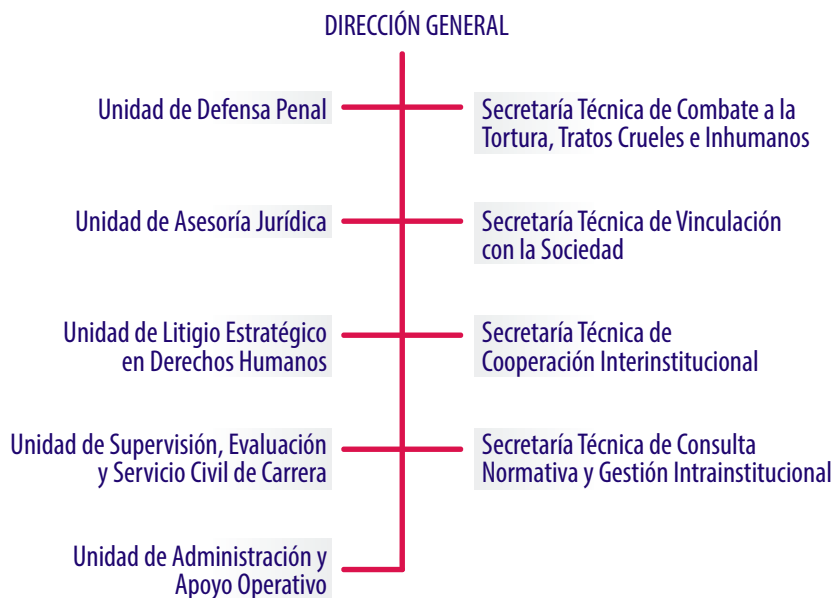 DIRECCIÓN GENERAL
Unidad de Defensa Penal
Secretaría Técnica de Combate a la
Tortura, Tratos Crueles e Inhumanos
Unidad de Asesoría Jurídica
Secretaría Técnica de Vinculación
con la Sociedad
Unidad de Litigio Estratégico
en Derechos Humanos
Secretaría Técnica de
Cooperación Interinstitucional
Unidad de Supervisión, Evaluación
y Servicio Civil de Carrera
Secretaría Técnica de Consulta
Normativa y Gestión Intrainstitucional
Unidad de Administración y
Apoyo Operativo